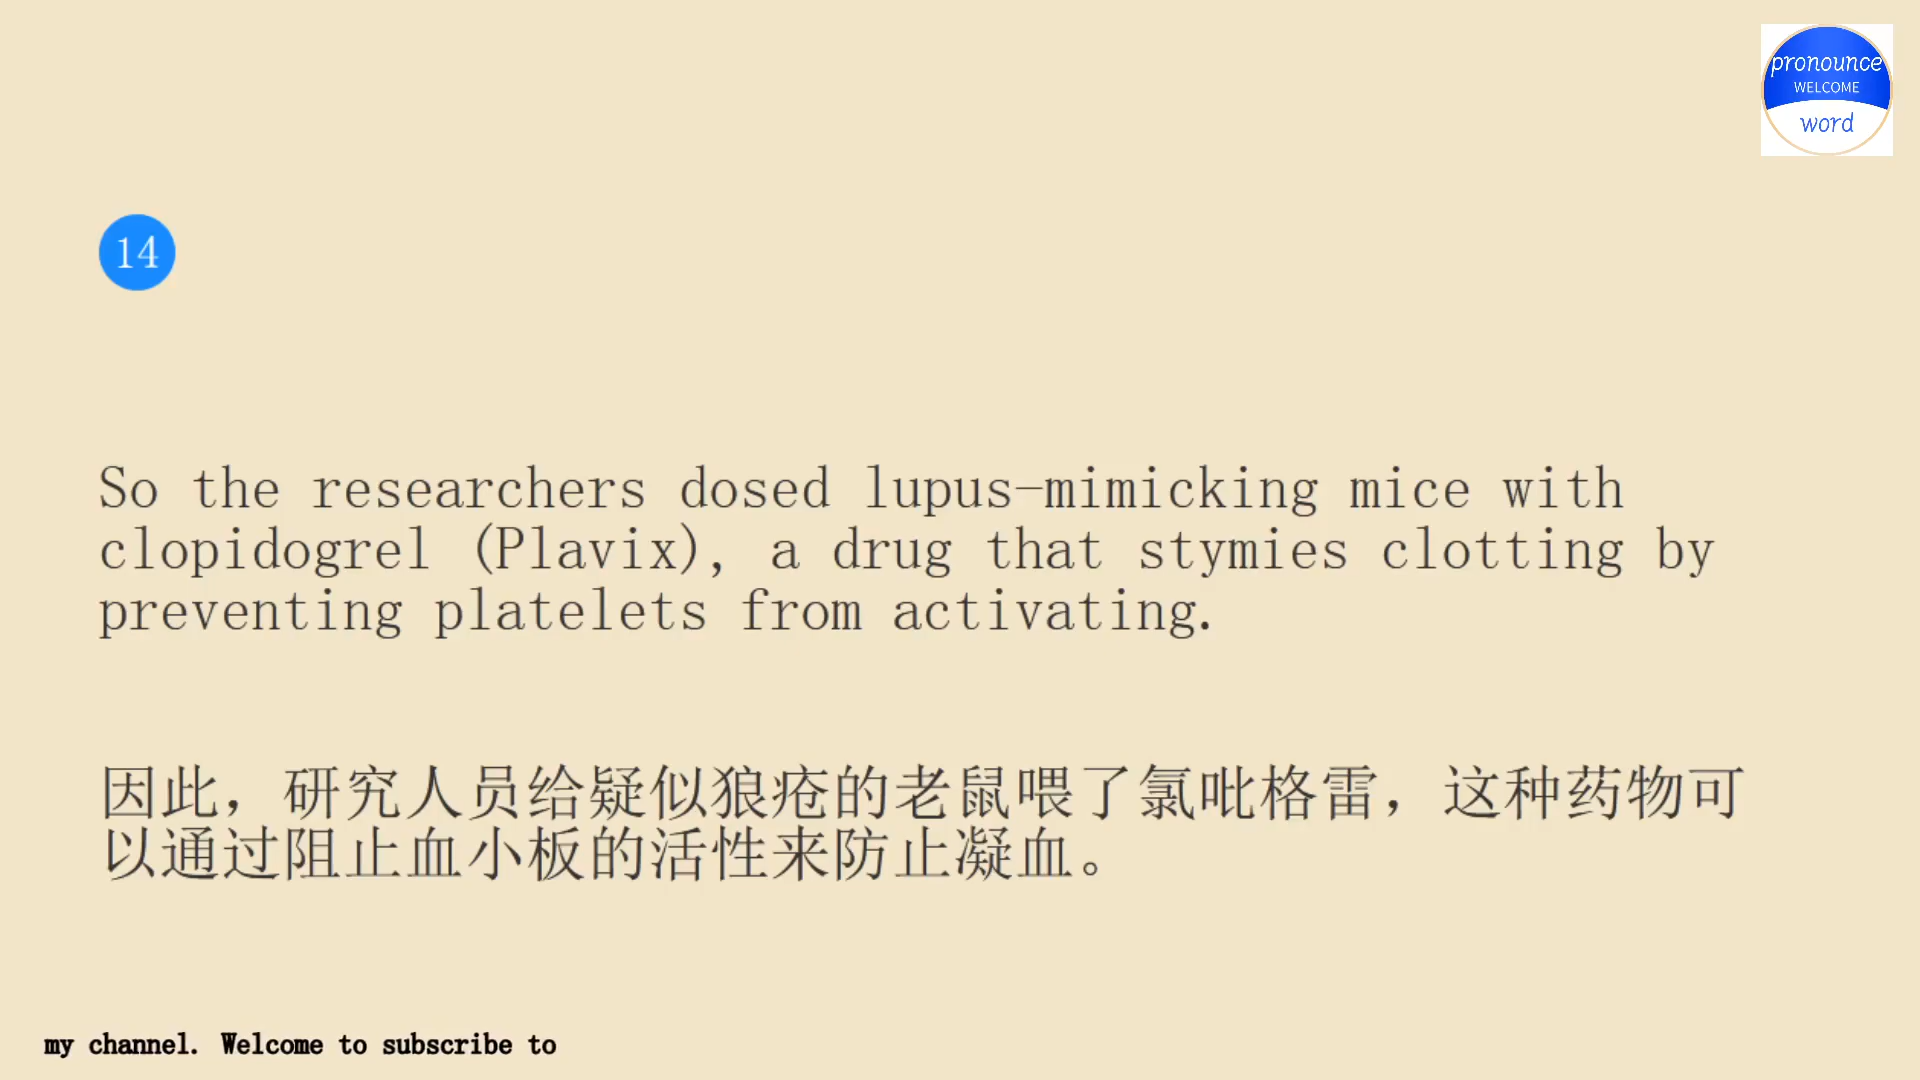 pronounce
WELCOME
word
14
So the researchers dosed lupus-mimicking mice with
clopidogrel (Plavix), a drug that stymies clotting by
preventing platelets from activating.
因此，研究人员给疑似狼疮的老鼠喂了氯吡格雷，这种药物可
以通过阻止血小板的活性来防止凝血。
my channel. Welcome to subscribe to